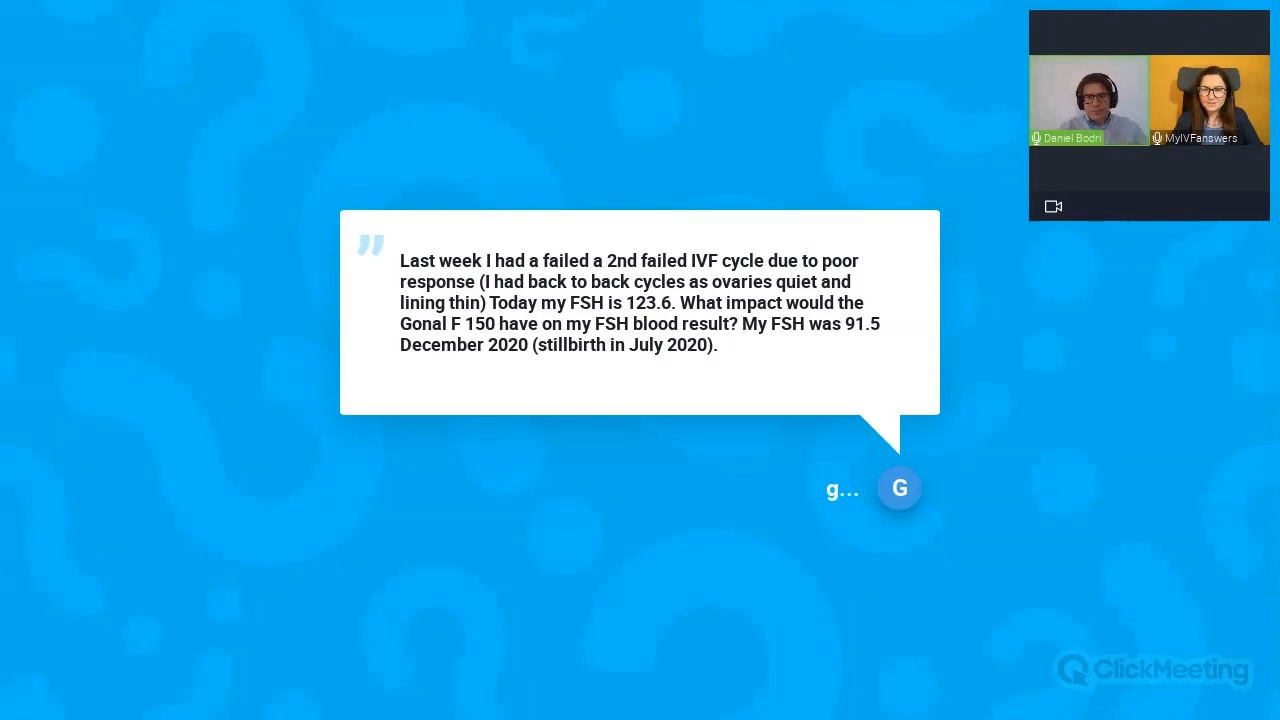 Daniel Bodri
MyIVFanswers
"
Last week I had a failed a 2nd failed IVF cycle due to poor
response (I had back to back cycles as ovaries quiet and
lining thin) Today my FSH is 123.6. What impact would the
Gonal F 150 have on my FSH blood result? My FSH was 91.5
December 2020 (stillbirth in July 2020).
g...
G
ClickMeeting